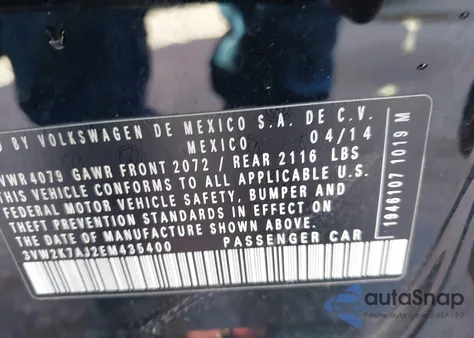 D BY VOLKSWAGEN DE MEXICO S.A. DE C.V.
MEXICO 04/14
VWR4079 GAWR FRONT 2072 / REAR 2116 LBS
THIS VEHICLE CONFORMS TO ALL APPLICABLE U.S.
FEDERAL MOTOR VEHICLE SAFETY, BUMPER AND
THEFT PREVENTION STANDARDS IN EFFECT ON
THE DATE OF MANUFACTURE SHOWN ABOVE.
3VW2K7AJ2EM435400 PASSENGER CAR
1946107 1019 M
autoSnap